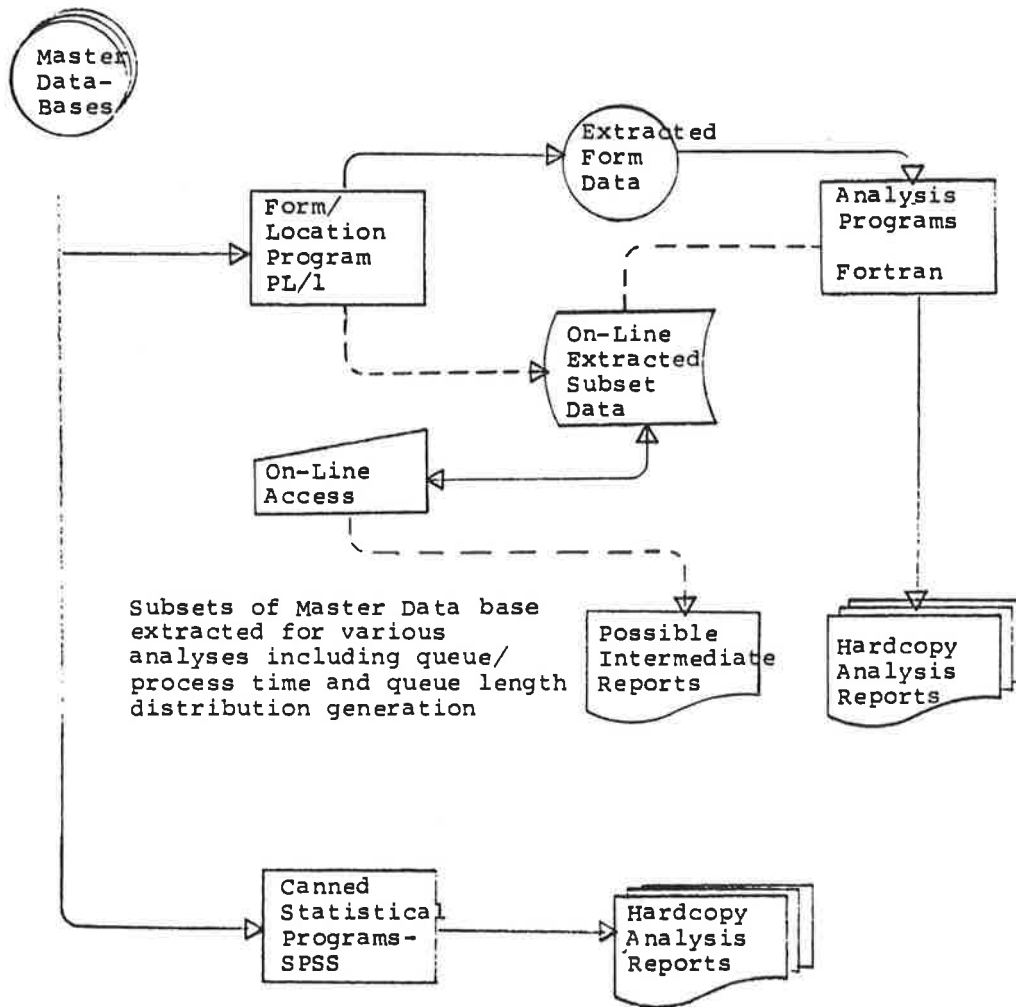 Master
Data-
Bases
Extracted
Form
Data
Form/
Location
Program
PL/1
Analysis
Programs
Fortran
On-Line
Extracted
Subset
Data
On-Line
Access
Subsets of Master Data base
extracted for various
analyses including queue/
process time and queue length
distribution generation
Possible
Intermediate
Reports
Hardcopy
Analysis
Reports
Canned
Statistical
Programs-
SPSS
Hardcopy
Analysis
Reports